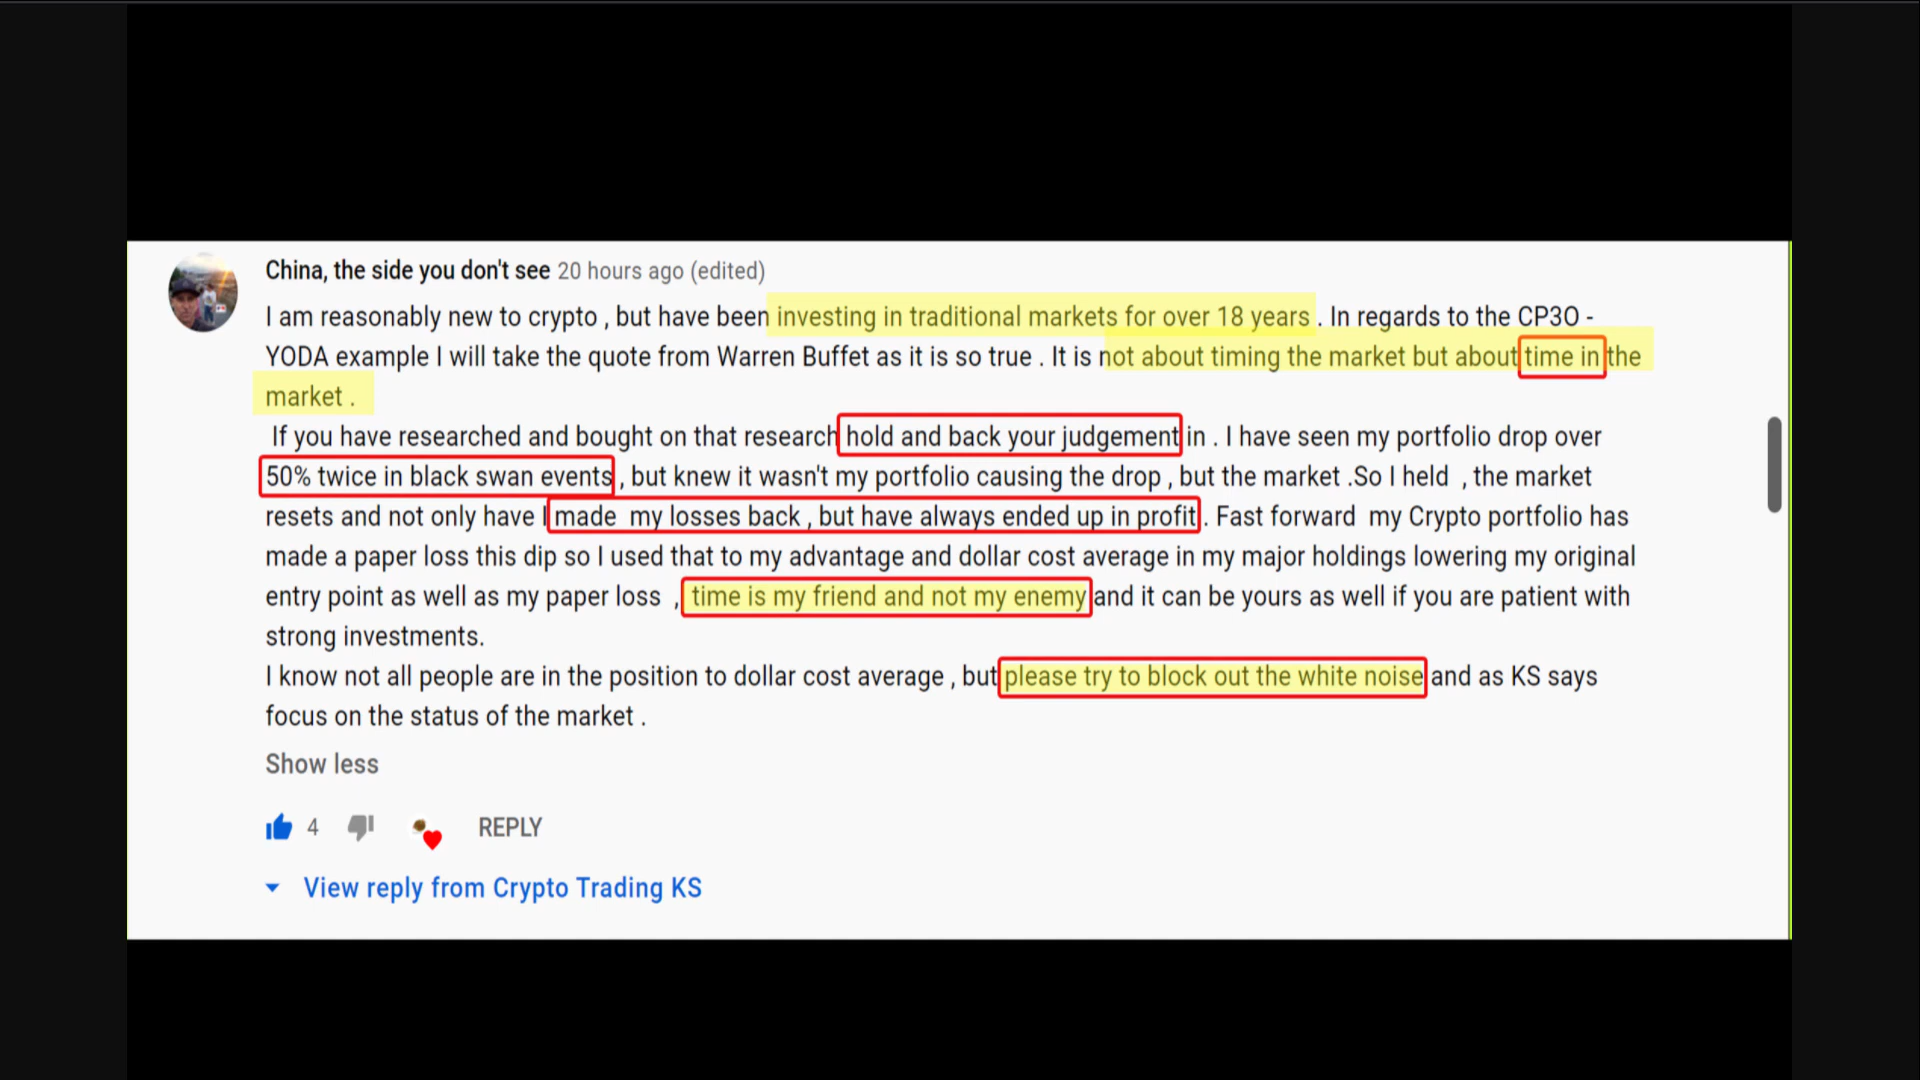 China, the side you don't see 20 hours ago (edited)
I am reasonably new to crypto , but have been investing in traditional markets for over 18 years . In regards to the CP3O -
YODA example I will take the quote from Warren Buffet as it is so true . It is not about timing the market but about time in the
market .
If you have researched and bought on that research hold and back your judgement in . I have seen my portfolio drop over
50% twice in black swan events , but knew it wasn't my portfolio causing the drop , but the market .So I held , the market
resets and not only have I made my losses back , but have always ended up in profit . Fast forward my Crypto portfolio has
made a paper loss this dip so I used that to my advantage and dollar cost average in my major holdings lowering my original
entry point as well as my paper loss , time is my friend and not my enemy and it can be yours as well if you are patient with
strong investments.
I know not all people are in the position to dollar cost average , but please try to block out the white noise and as KS says
focus on the status of the market .
Show less
4 REPLY
View reply from Crypto Trading KS